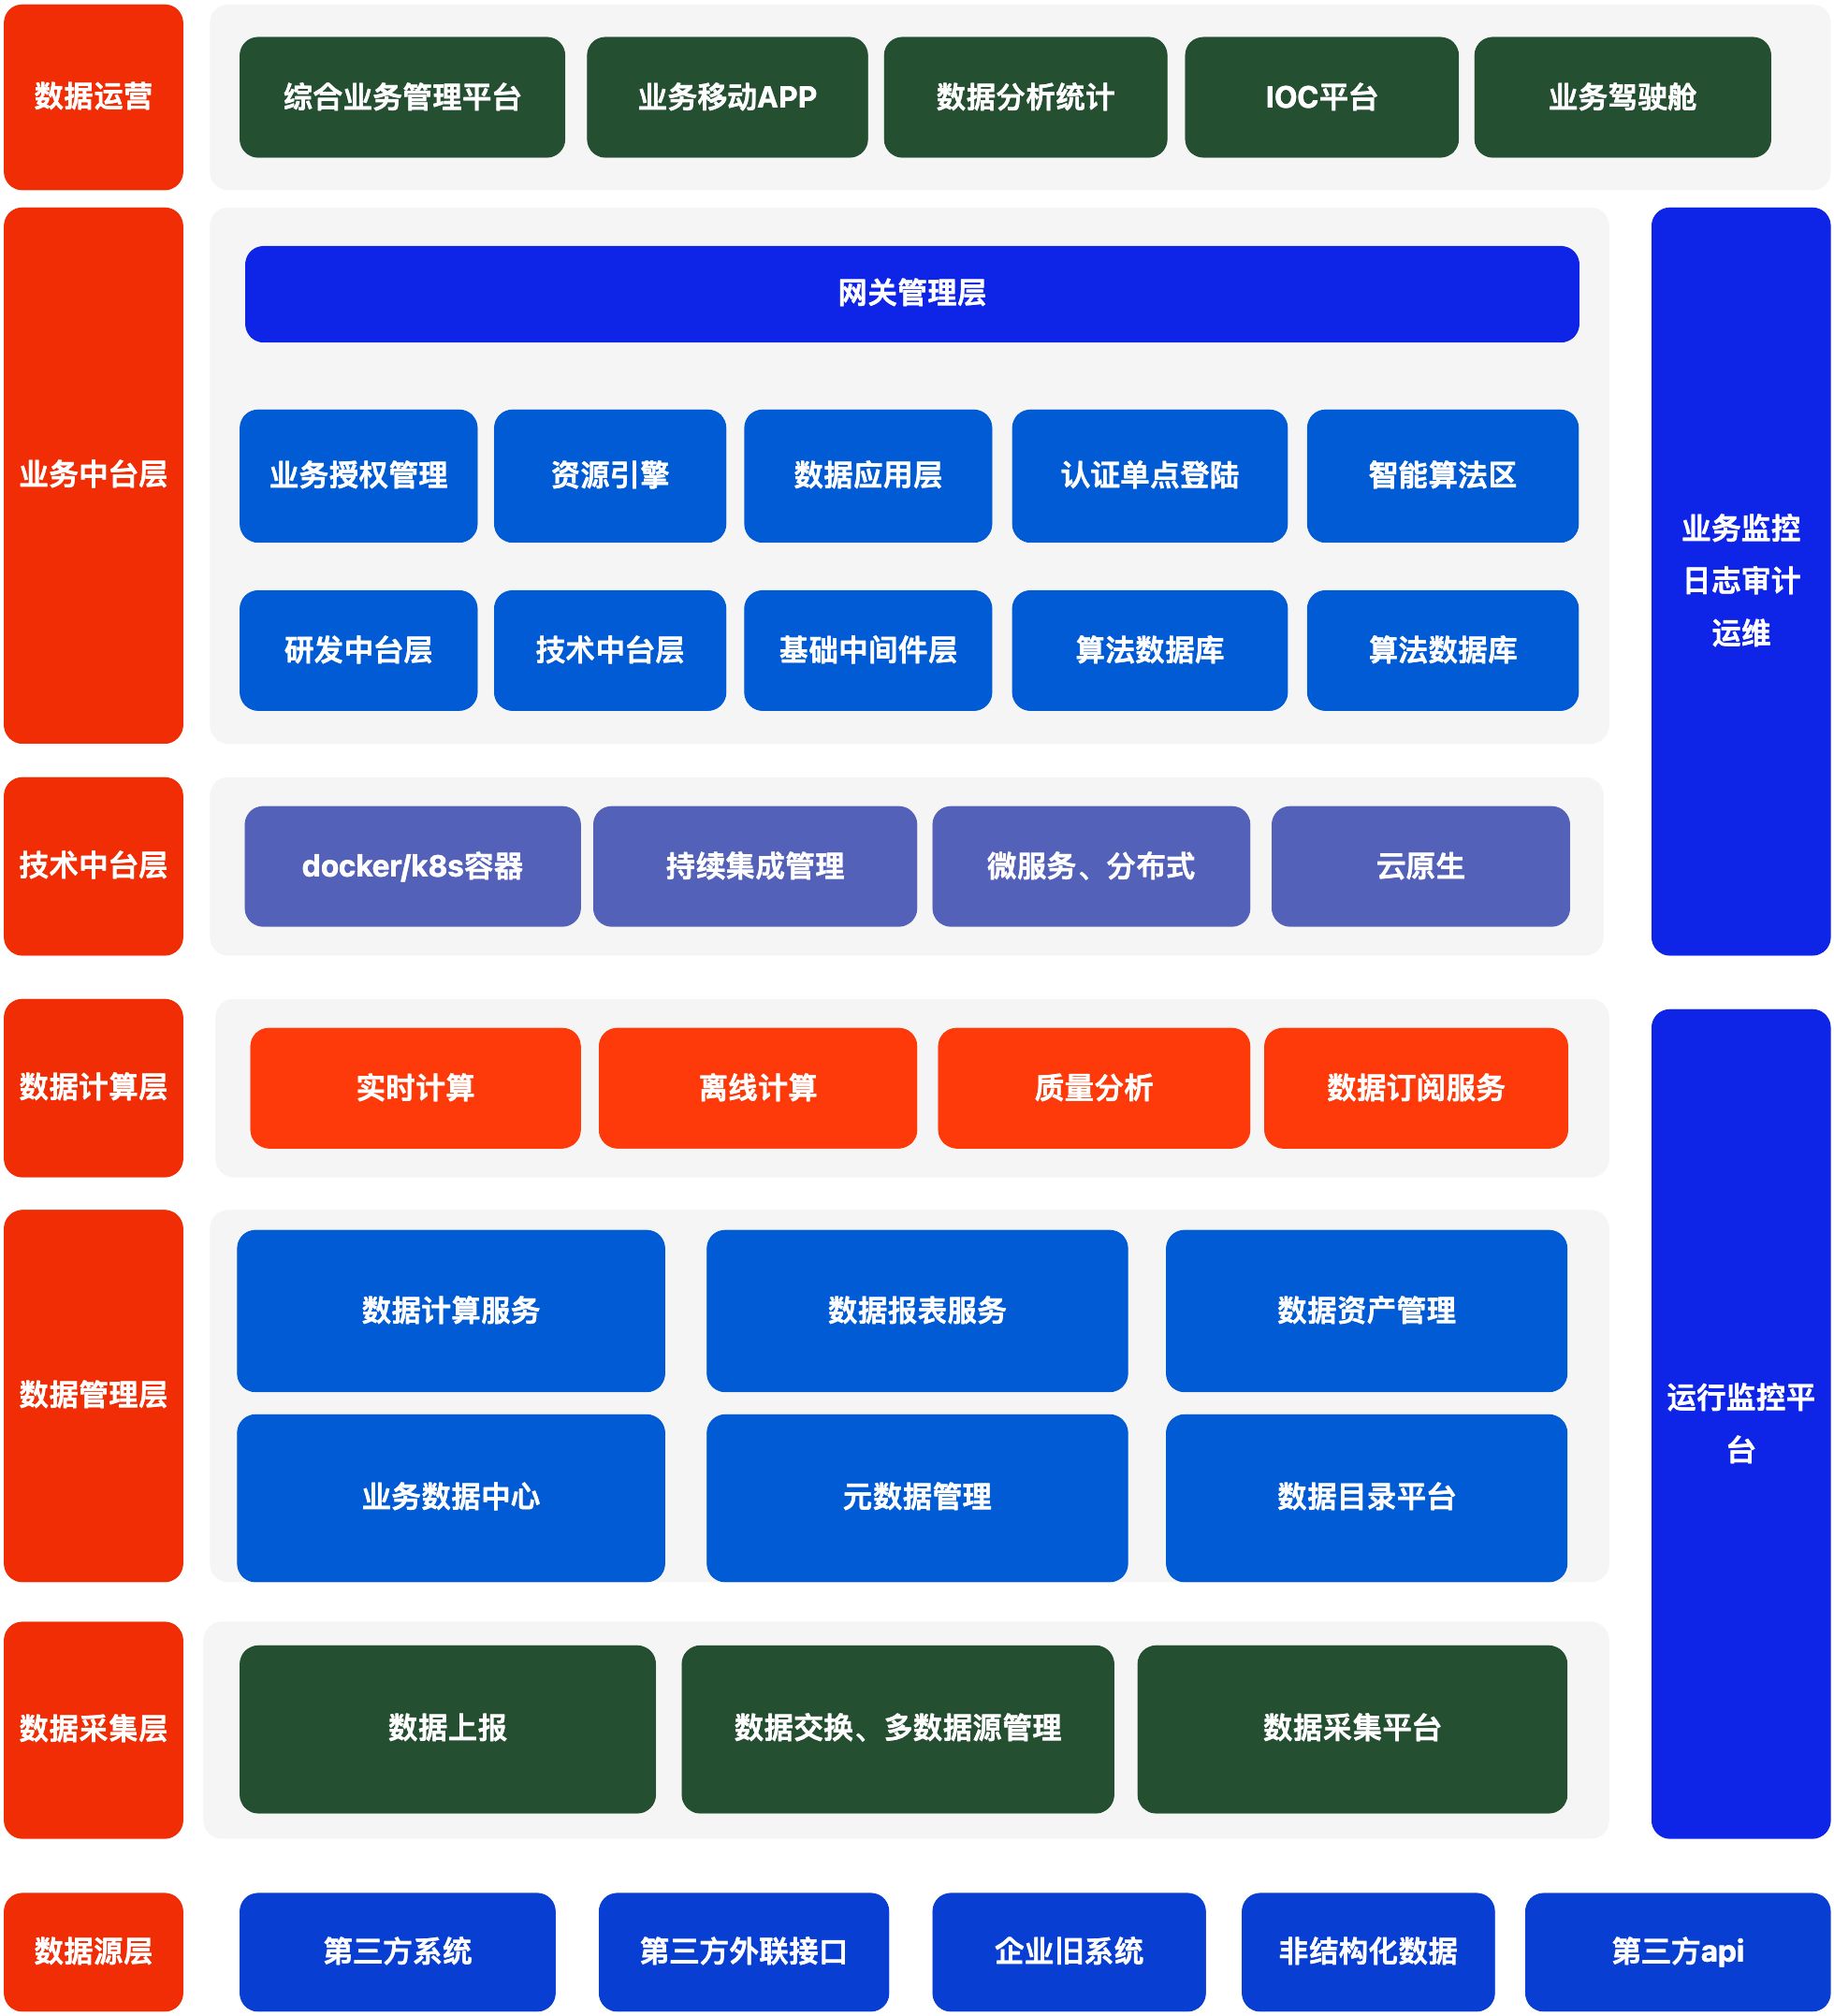 数据运营
综合业务管理平台
业务移动APP
数据分析统计
IOC平台
业务驾驶舱
业务中台层
网关管理层
业务授权管理
资源引擎
数据应用层
认证单点登陆
智能算法区
研发中台层
技术中台层
基础中间件层
算法数据库
算法数据库
业务监控
日志审计
运维
技术中台层
docker/k8s容器
持续集成管理
微服务、分布式
云原生
数据计算层
实时计算
离线计算
质量分析
数据订阅服务
数据管理层
数据计算服务
数据报表服务
数据资产管理
业务数据中心
元数据管理
数据目录平台
运行监控平
台
数据采集层
数据上报
数据交换、多数据源管理
数据采集平台
数据源层
第三方系统
第三方外联接口
企业旧系统
非结构化数据
第三方api